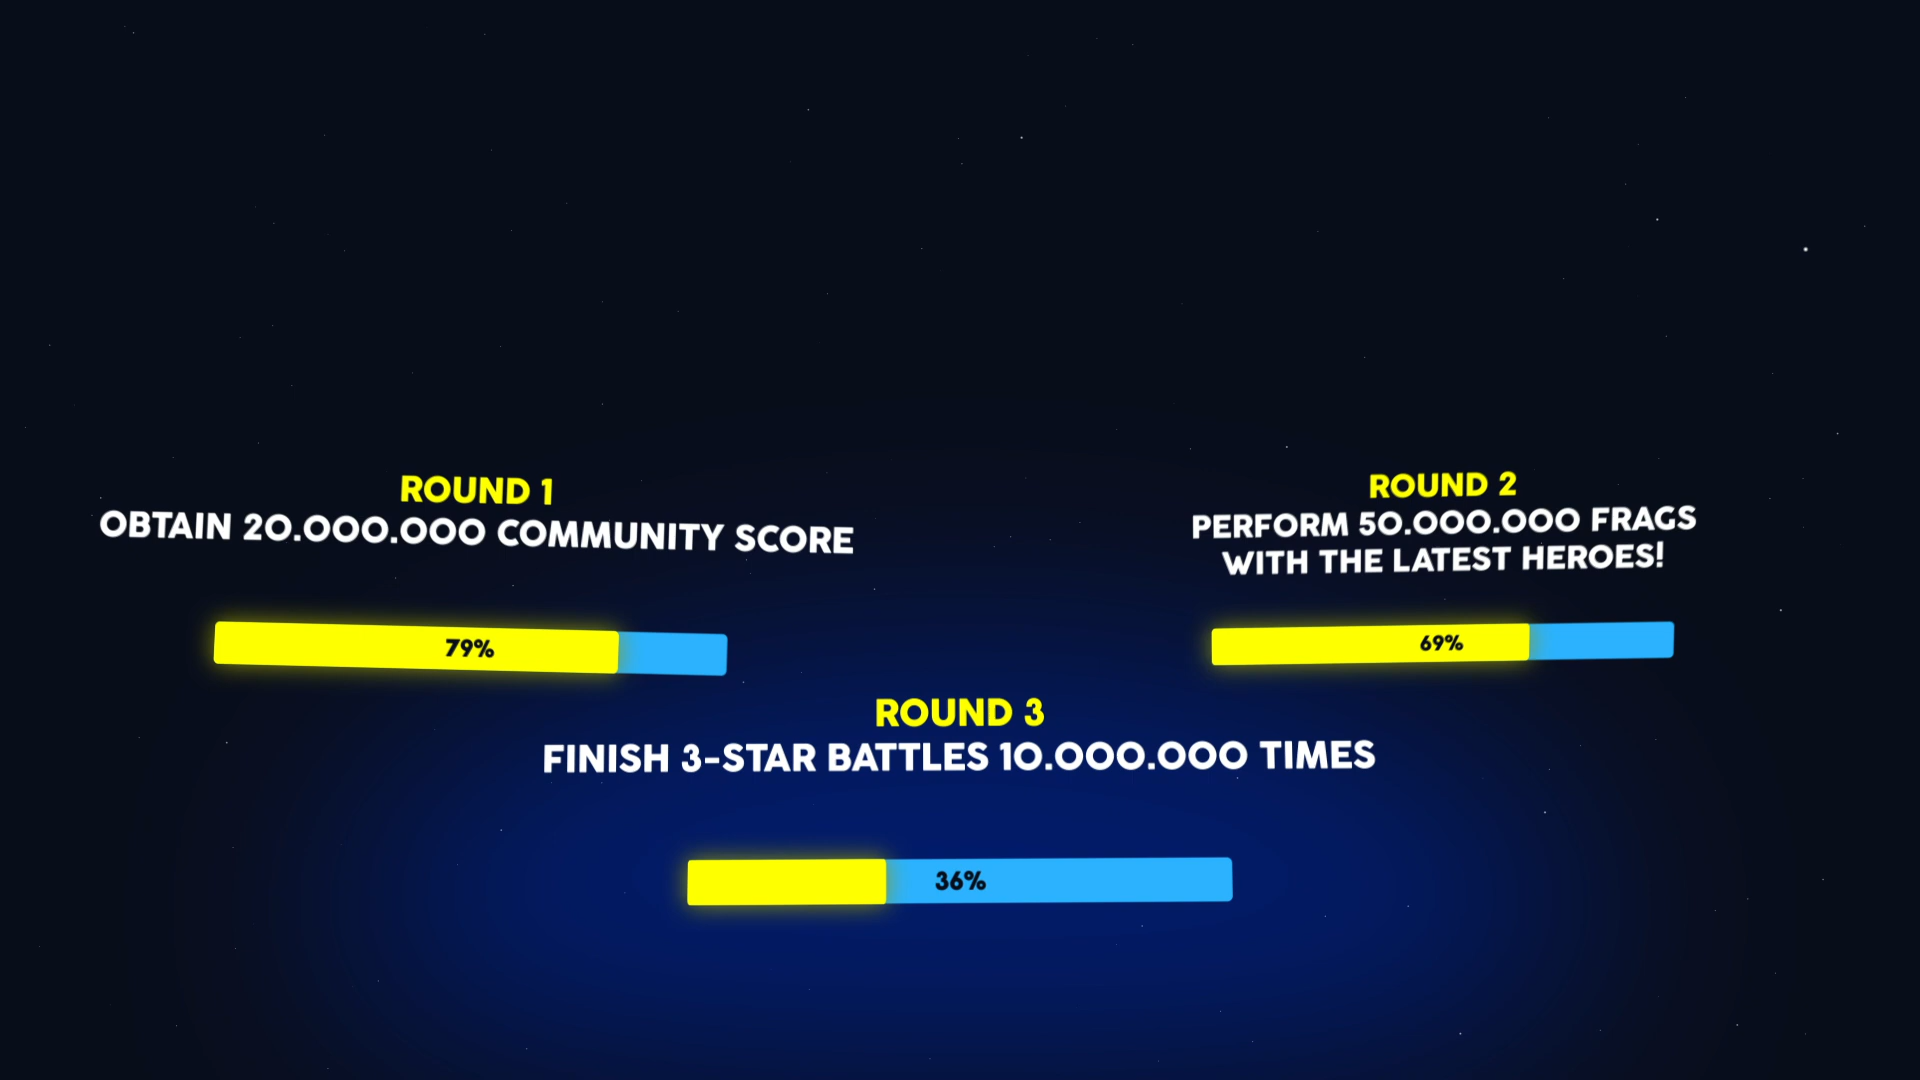 ROUND 1
OBTAIN 20.000.000 COMMUNITY SCORE
79%
ROUND 2
PERFORM 50.000.000 FRAGS
WITH THE LATEST HEROES!
69%
ROUND 3
FINISH 3-STAR BATTLES 10.000.000 TIMES
36%